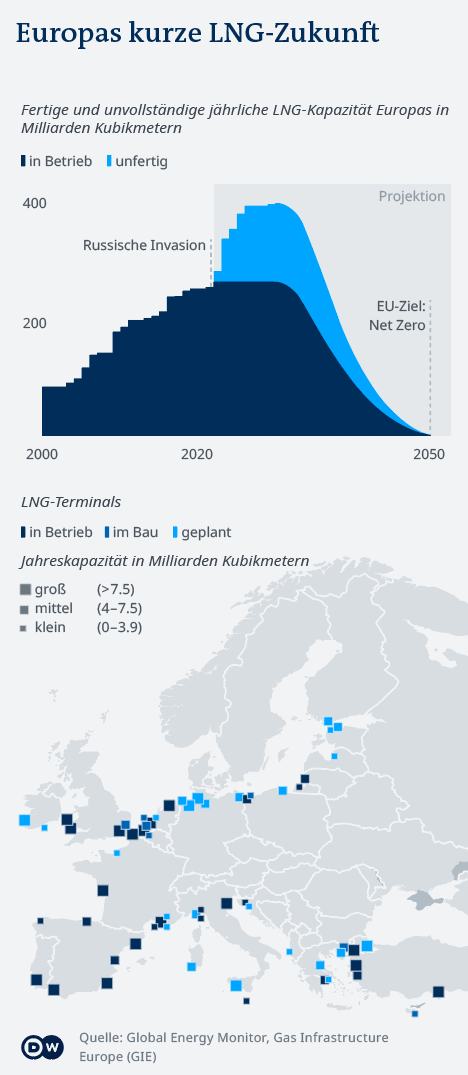 Europas kurze LNG-Zukunft
Fertige und unvollständige jährliche LNG-Kapazität Europas in
Milliarden Kubikmetern
in Betrieb unfertig
400
Projektion
Russische Invasion
EU-Ziel:
Net Zero
200
2000 2020 2050
LNG-Terminals
in Betrieb im Bau geplant
Jahreskapazität in Milliarden Kubikmetern
groß (>7.5)
mittel (4–7.5)
klein (0–3.9)
DW
Quelle: Global Energy Monitor, Gas Infrastructure
Europe (GIE)